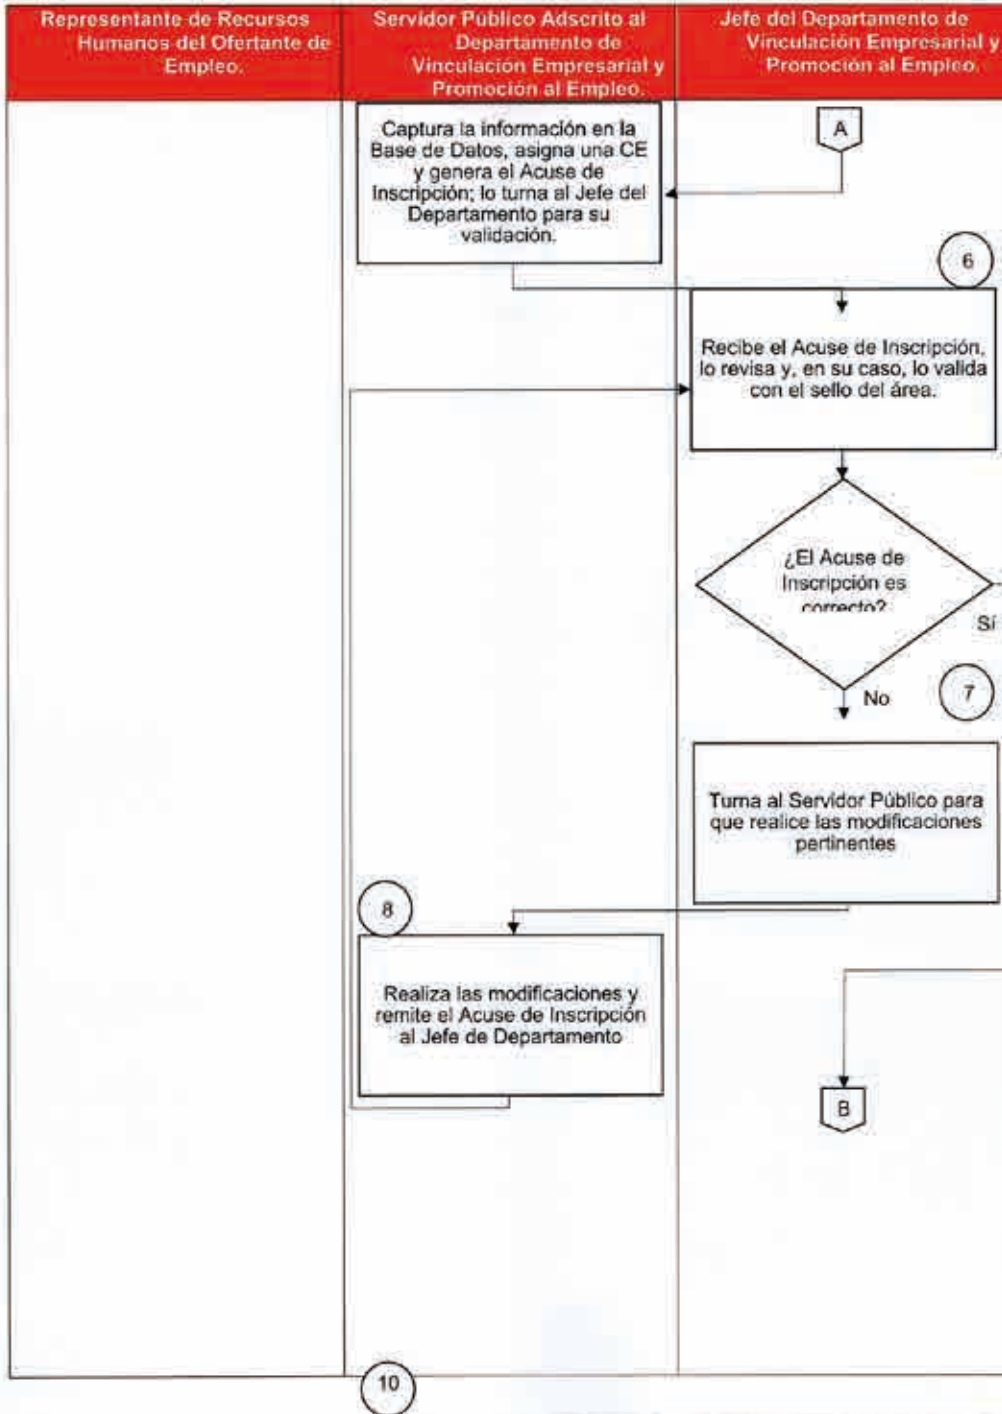 Representante de Recursos
Humanos del Ofertante de
Empleo.
Servidor Público Adscrito al
Departamento de
Vinculación Empresarial y
Promoción al Empleo.
Jefe del Departamento de
Vinculación Empresarial y
Promoción al Empleo.
A
Captura la información en la
Base de Datos, asigna una CE
y genera el Acuse de
Inscripción; lo turna al Jefe del
Departamento para su
validación.
6
Recibe el Acuse de Inscripción,
lo revisa y, en su caso, lo valida
con el sello del área.
¿El Acuse de
Inscripción es
correcto?
Sí
No
7
Turna al Servidor Público para
que realice las modificaciones
pertinentes
8
Realiza las modificaciones y
remite el Acuse de Inscripción
al Jefe de Departamento
B
10